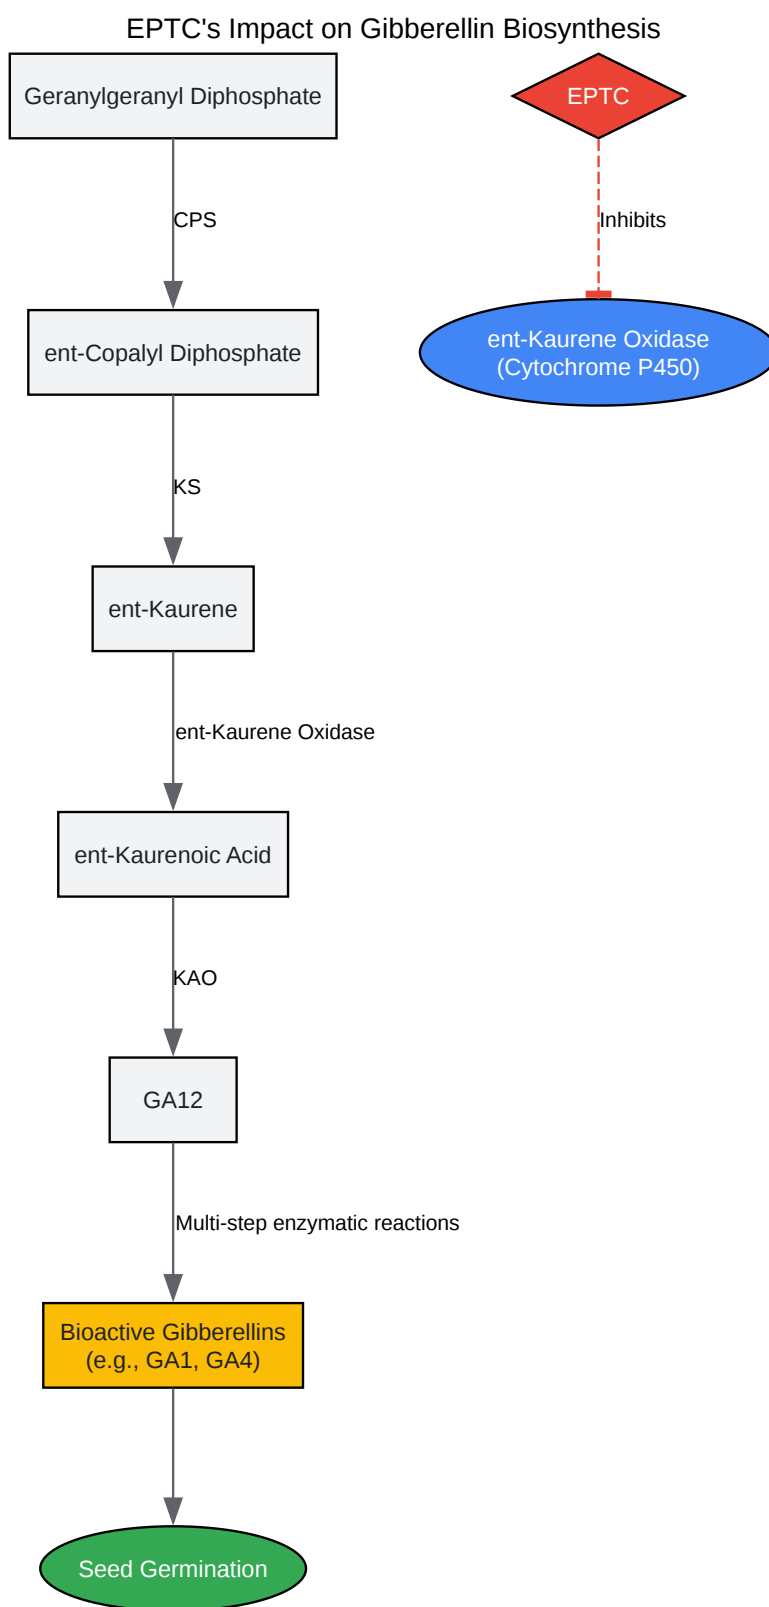 EPTC's Impact on Gibberellin Biosynthesis
Geranylgeranyl Diphosphate
EPTC
CPS
Inhibits
ent-Copalyl Diphosphate
ent-Kaurene Oxidase
(Cytochrome P450)
KS
ent-Kaurene
ent-Kaurene Oxidase
ent-Kaurenoic Acid
KAO
GA12
Multi-step enzymatic reactions
Bioactive Gibberellins
(e.g., GA1, GA4)
Seed Germination